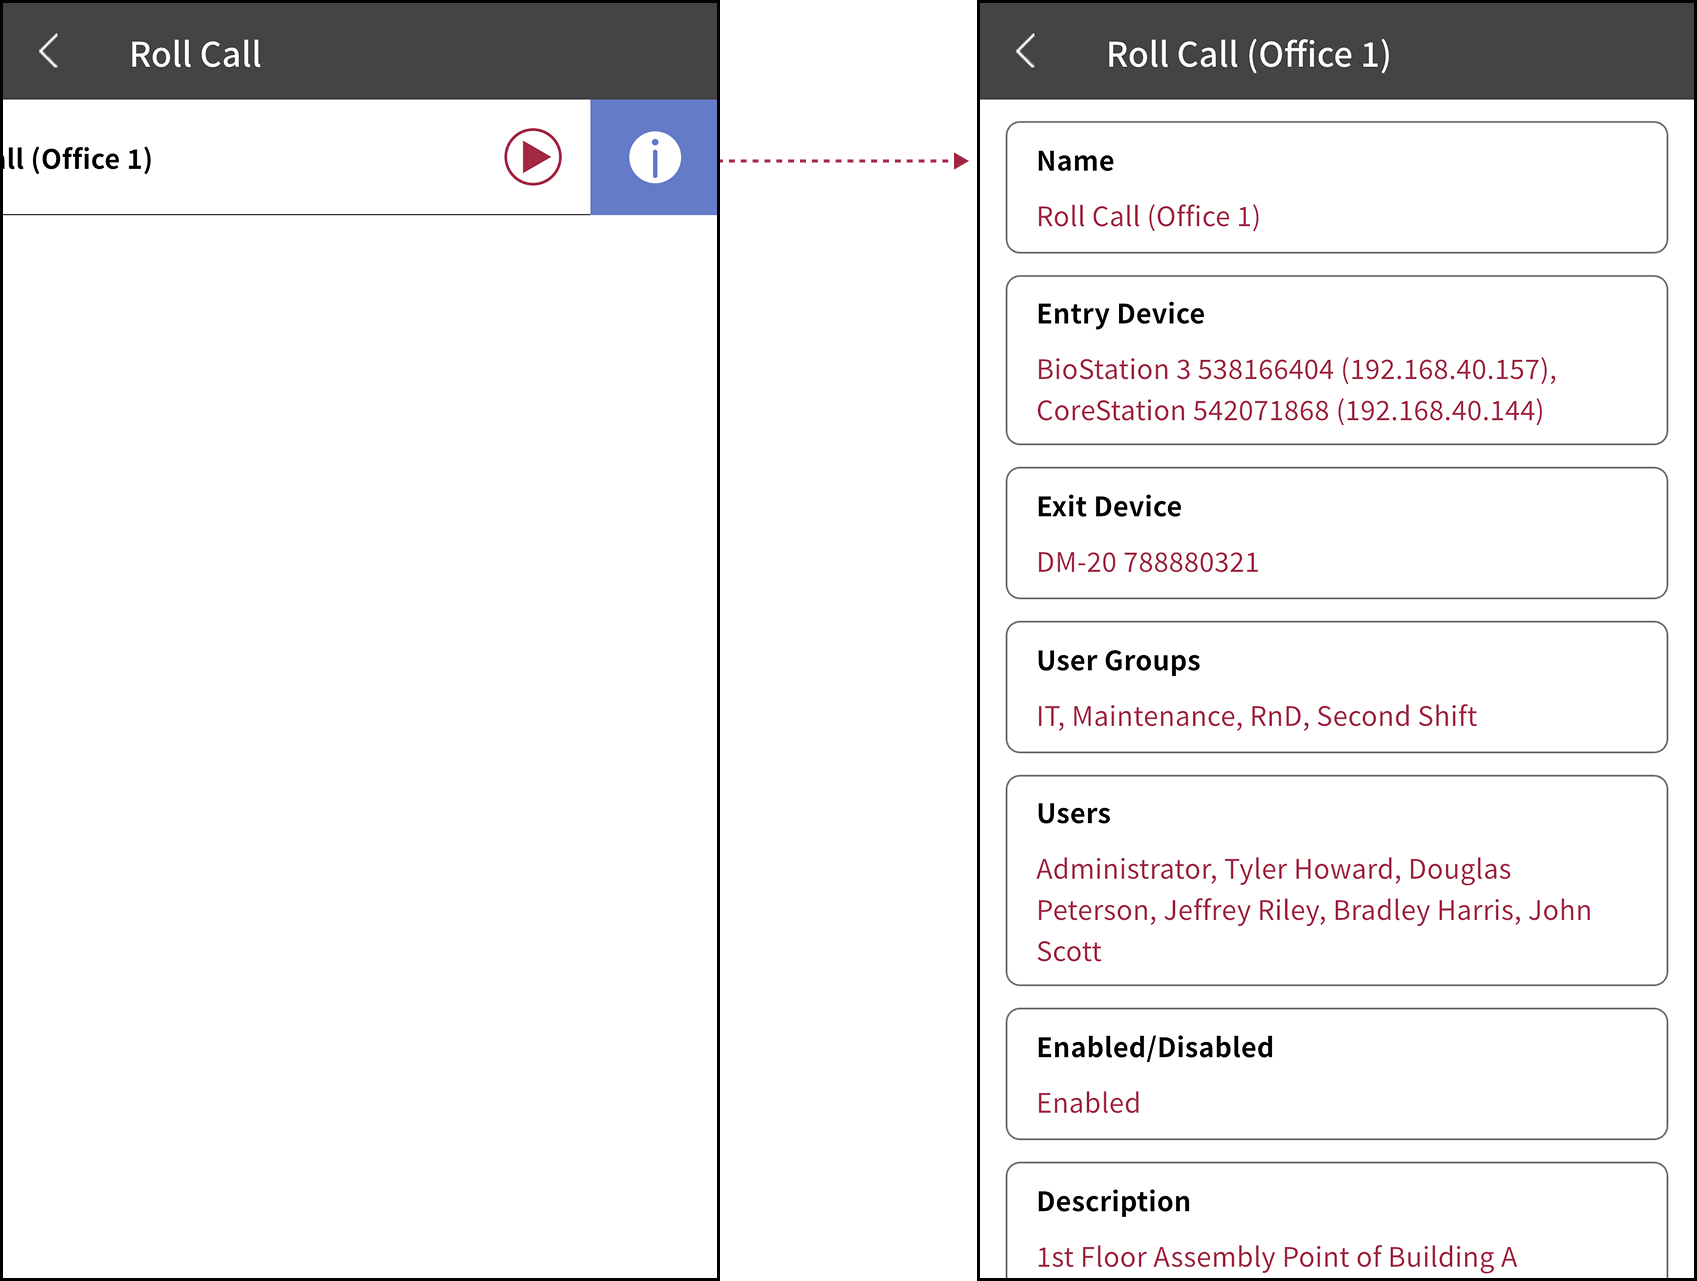 Roll Call
ll (Office 1)
Roll Call (Office 1)
Name
Roll Call (Office 1)
Entry Device
BioStation 3 538166404 (192.168.40.157),
CoreStation 542071868 (192.168.40.144)
Exit Device
DM-20 788880321
User Groups
IT, Maintenance, RnD, Second Shift
Users
Administrator, Tyler Howard, Douglas
Peterson, Jeffrey Riley, Bradley Harris, John
Scott
Enabled/Disabled
Enabled
Description
1st Floor Assembly Point of Building A